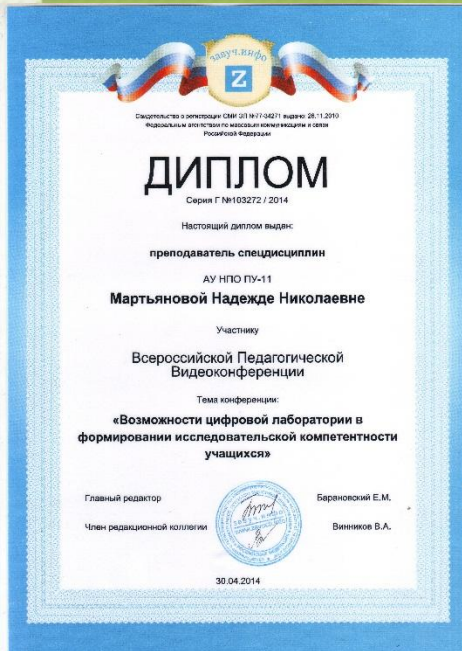 завуч.инфо
Z
Свидетельство о регистрации СМИ ЭЛ №77-34271 выдано: 28.11.2010
Федеральным агентством по массовым коммуникациям и связи
Российской Федерации
ДИПЛОМ
Серия Г №103272 / 2014
Настоящий диплом выдан:
преподаватель спецдисциплин
АУ НПО ПУ-11
Мартьяновой Надежде Николаевне
Участнику
Всероссийской Педагогической
Видеоконференции
Тема конференции:
«Возможности цифровой лаборатории в
формировании исследовательской компетентности
учащихся»
Главный редактор
Барановский Е.М.
Член редакционной коллегии
Винников В.А.
30.04.2014